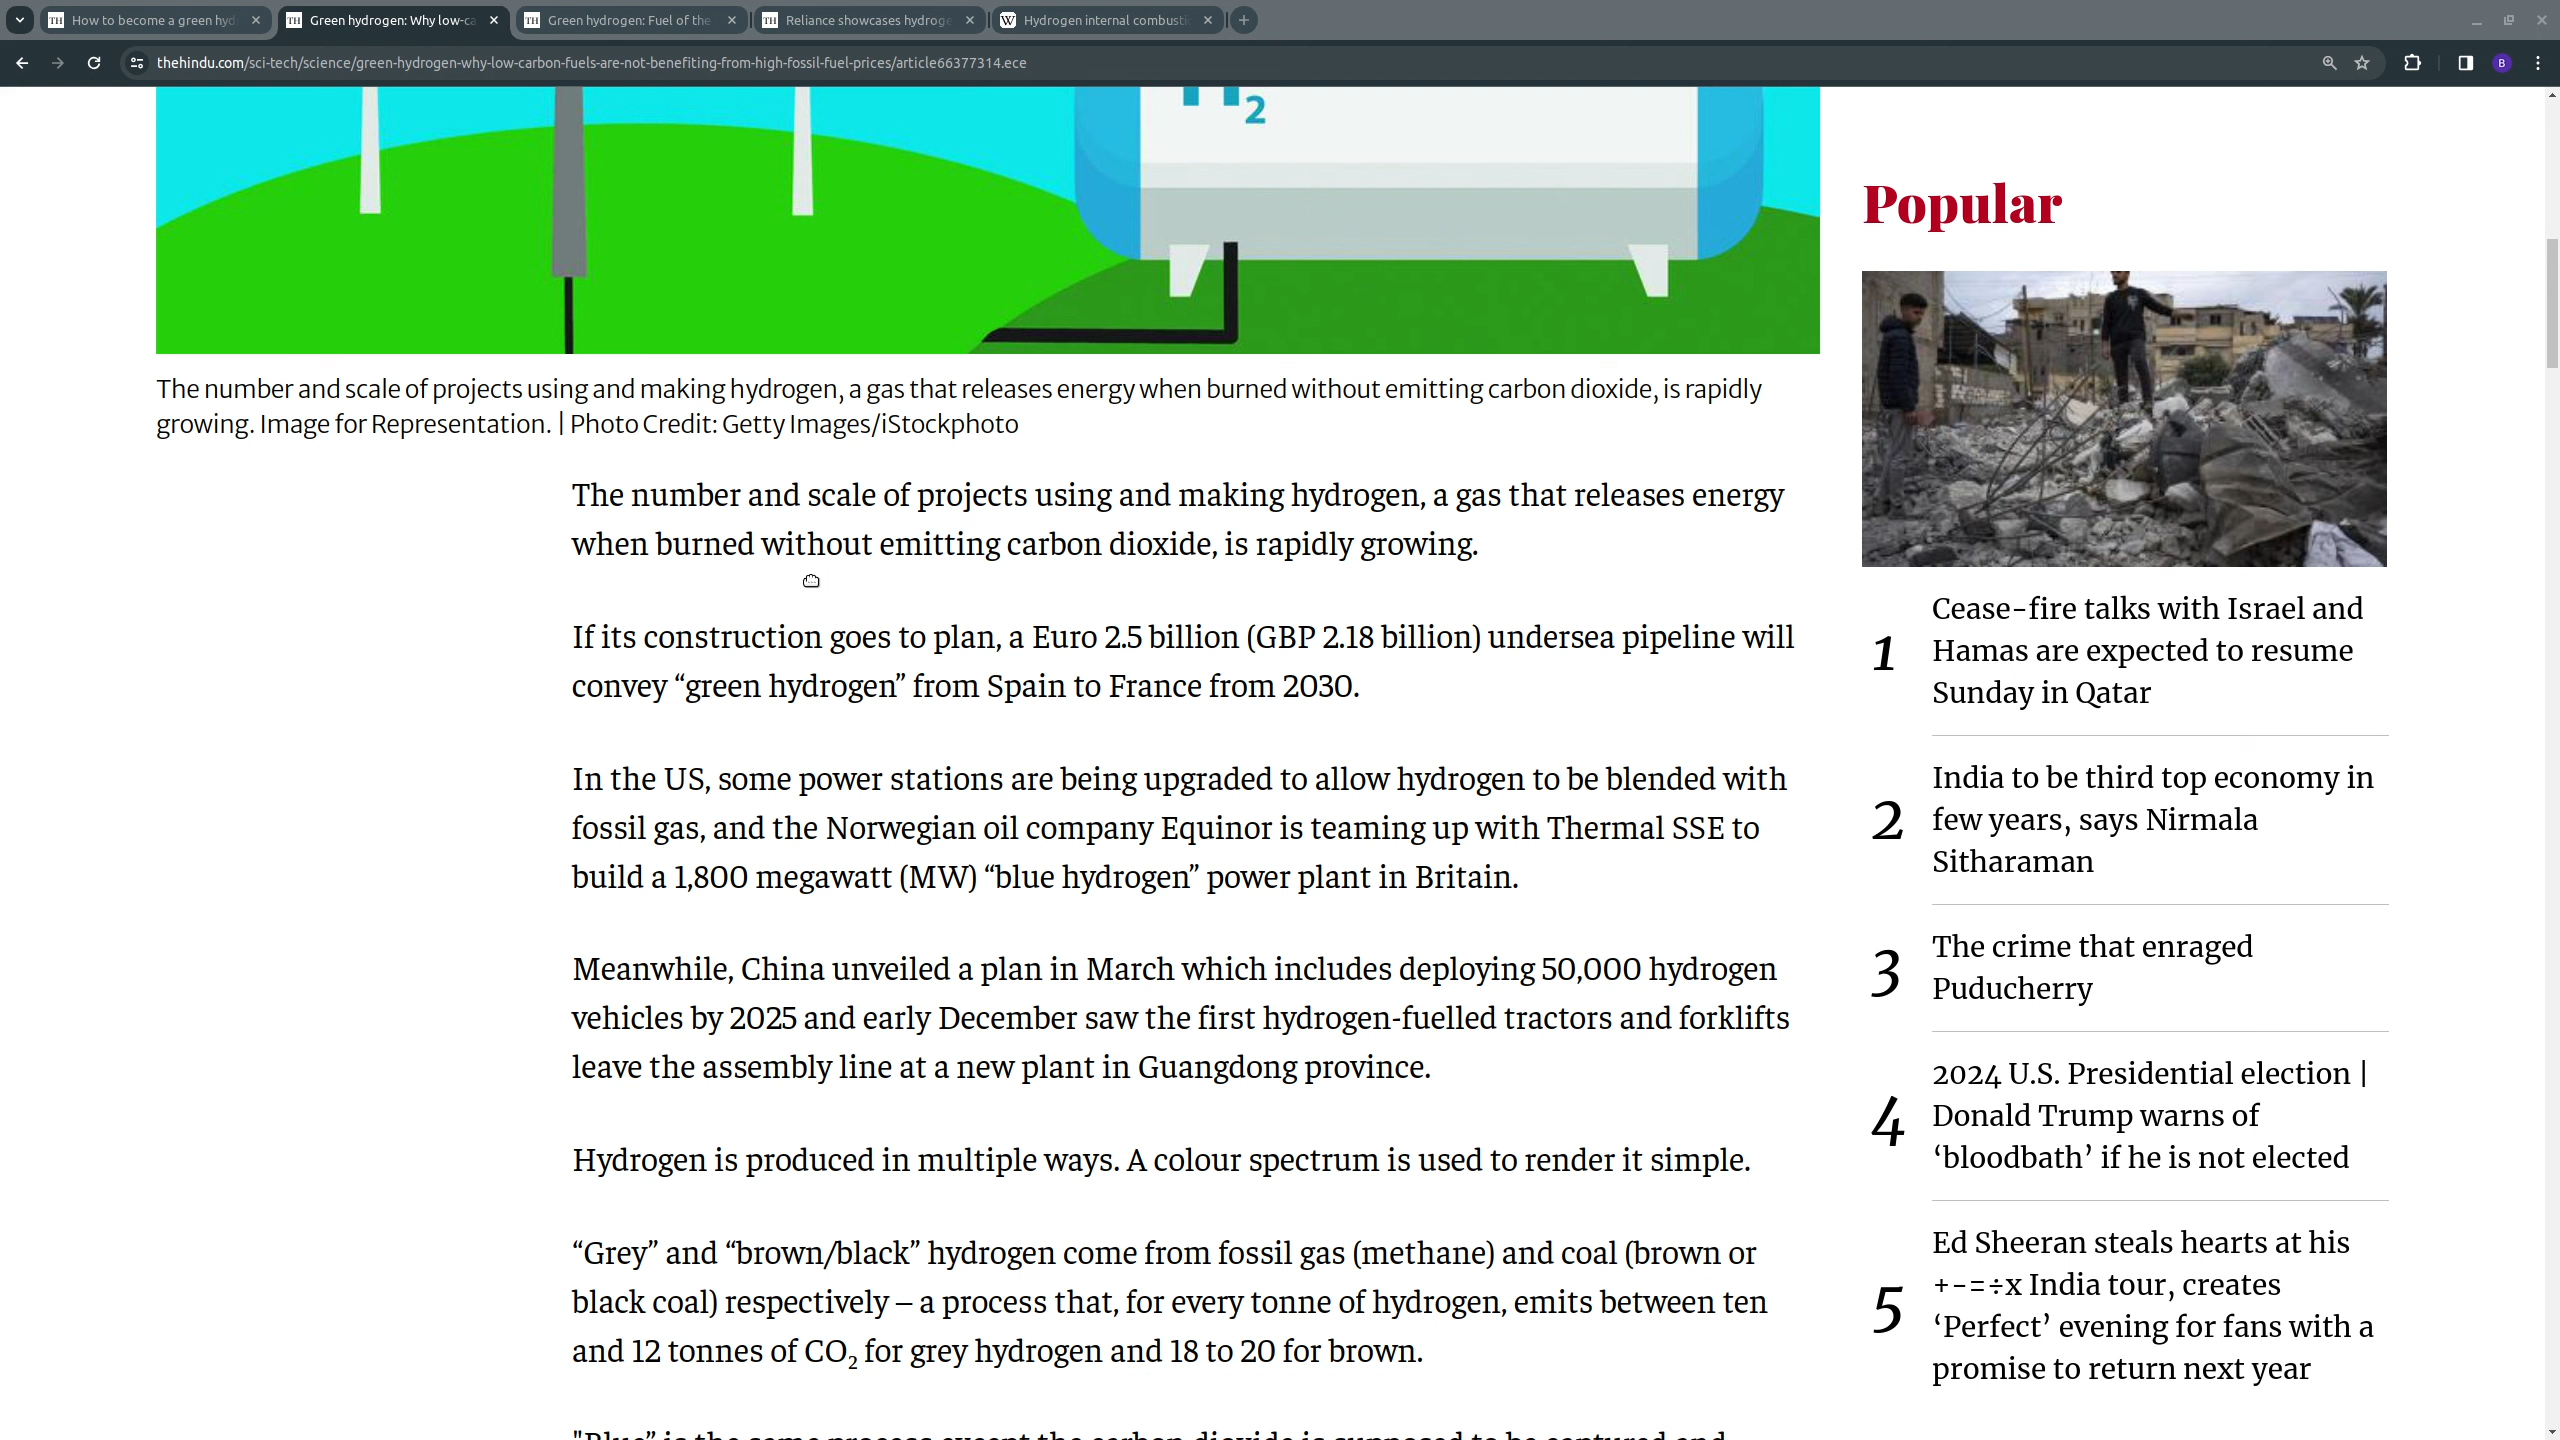 How to become a green hyd
Green hydrogen: Why low-ca
Green hydrogen: Fuel of the
Reliance showcases hydroge
Hydrogen internal combusti
thehindu.com/sci-tech/science/green-hydrogen-why-low-carbon-fuels-are-not-benefiting-from-high-fossil-fuel-prices/article66377314.ece
B
2
The number and scale of projects using and making hydrogen, a gas that releases energy when burned without emitting carbon dioxide, is rapidly
growing. Image for Representation. | Photo Credit: Getty Images/iStockphoto
The number and scale of projects using and making hydrogen, a gas that releases energy
when burned without emitting carbon dioxide, is rapidly growing.
If its construction goes to plan, a Euro 2.5 billion (GBP 2.18 billion) undersea pipeline will
convey “green hydrogen” from Spain to France from 2030.
In the US, some power stations are being upgraded to allow hydrogen to be blended with
fossil gas, and the Norwegian oil company Equinor is teaming up with Thermal SSE to
build a 1,800 megawatt (MW) “blue hydrogen” power plant in Britain.
Meanwhile, China unveiled a plan in March which includes deploying 50,000 hydrogen
vehicles by 2025 and early December saw the first hydrogen-fuelled tractors and forklifts
leave the assembly line at a new plant in Guangdong province.
Hydrogen is produced in multiple ways. A colour spectrum is used to render it simple.
“Grey” and “brown/black” hydrogen come from fossil gas (methane) and coal (brown or
black coal) respectively – a process that, for every tonne of hydrogen, emits between ten
and 12 tonnes of CO₂ for grey hydrogen and 18 to 20 for brown.
"Blue” is the same process except the carbon dioxide is supposed to be captured and
Popular
1
Cease-fire talks with Israel and
Hamas are expected to resume
Sunday in Qatar
2
India to be third top economy in
few years, says Nirmala
Sitharaman
3
The crime that enraged
Puducherry
4
2024 U.S. Presidential election |
Donald Trump warns of
‘bloodbath’ if he is not elected
5
Ed Sheeran steals hearts at his
+-=÷x India tour, creates
‘Perfect’ evening for fans with a
promise to return next year